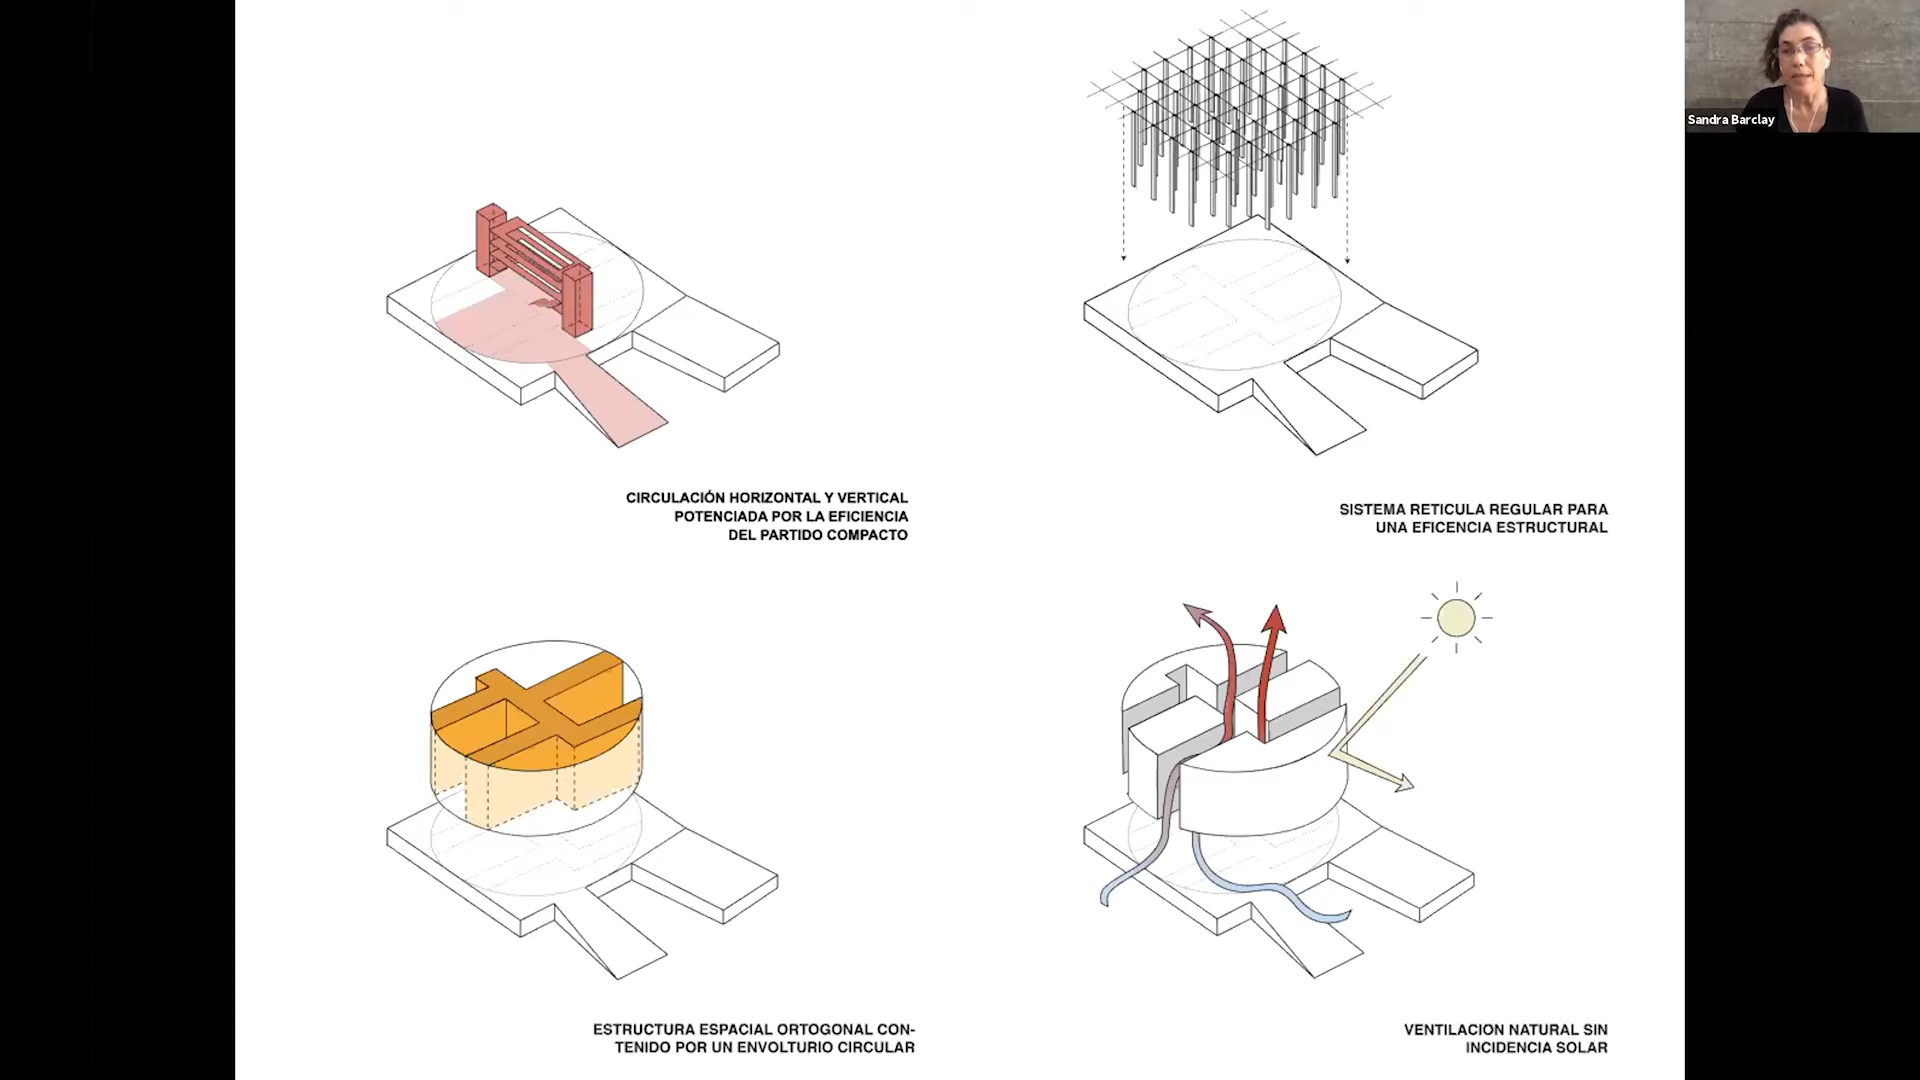 Sandra Barclay
CIRCULACIÓN HORIZONTAL Y VERTICAL
POTENCIADA POR LA EFICIENCIA
DEL PARTIDO COMPACTO
SISTEMA RETICULA REGULAR PARA
UNA EFICENCIA ESTRUCTURAL
ESTRUCTURA ESPACIAL ORTOGONAL CON-
TENIDO POR UN ENVOLTURIO CIRCULAR
VENTILACION NATURAL SIN
INCIDENCIA SOLAR